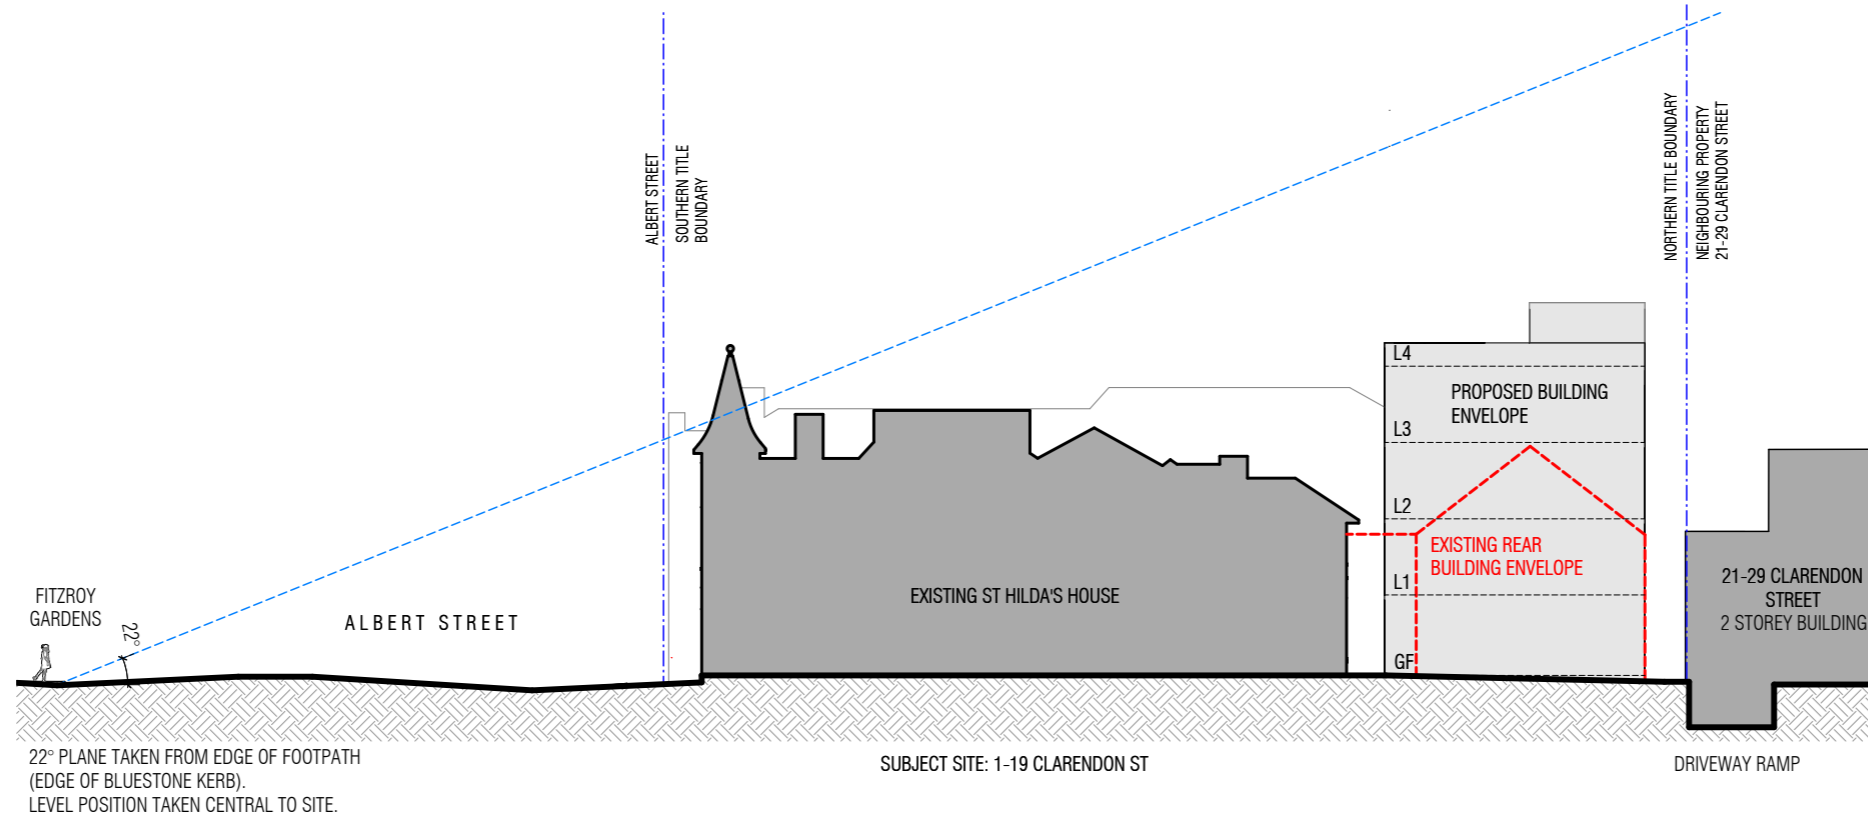 ALBERT STREET
SOUTHERN TITLE
BOUNDARY
NORTHERN TITLE BOUNDARY
NEIGHBOURING PROPERTY
21-29 CLARENDON STREET
L4
PROPOSED BUILDING
ENVELOPE
L3
L2
EXISTING REAR
BUILDING ENVELOPE
L1
GF
EXISTING ST HILDA'S HOUSE
21-29 CLARENDON
STREET
2 STOREY BUILDING
FITZROY
GARDENS
22°
ALBERT STREET
22° PLANE TAKEN FROM EDGE OF FOOTPATH
(EDGE OF BLUESTONE KERB).
LEVEL POSITION TAKEN CENTRAL TO SITE.
SUBJECT SITE: 1-19 CLARENDON ST
DRIVEWAY RAMP